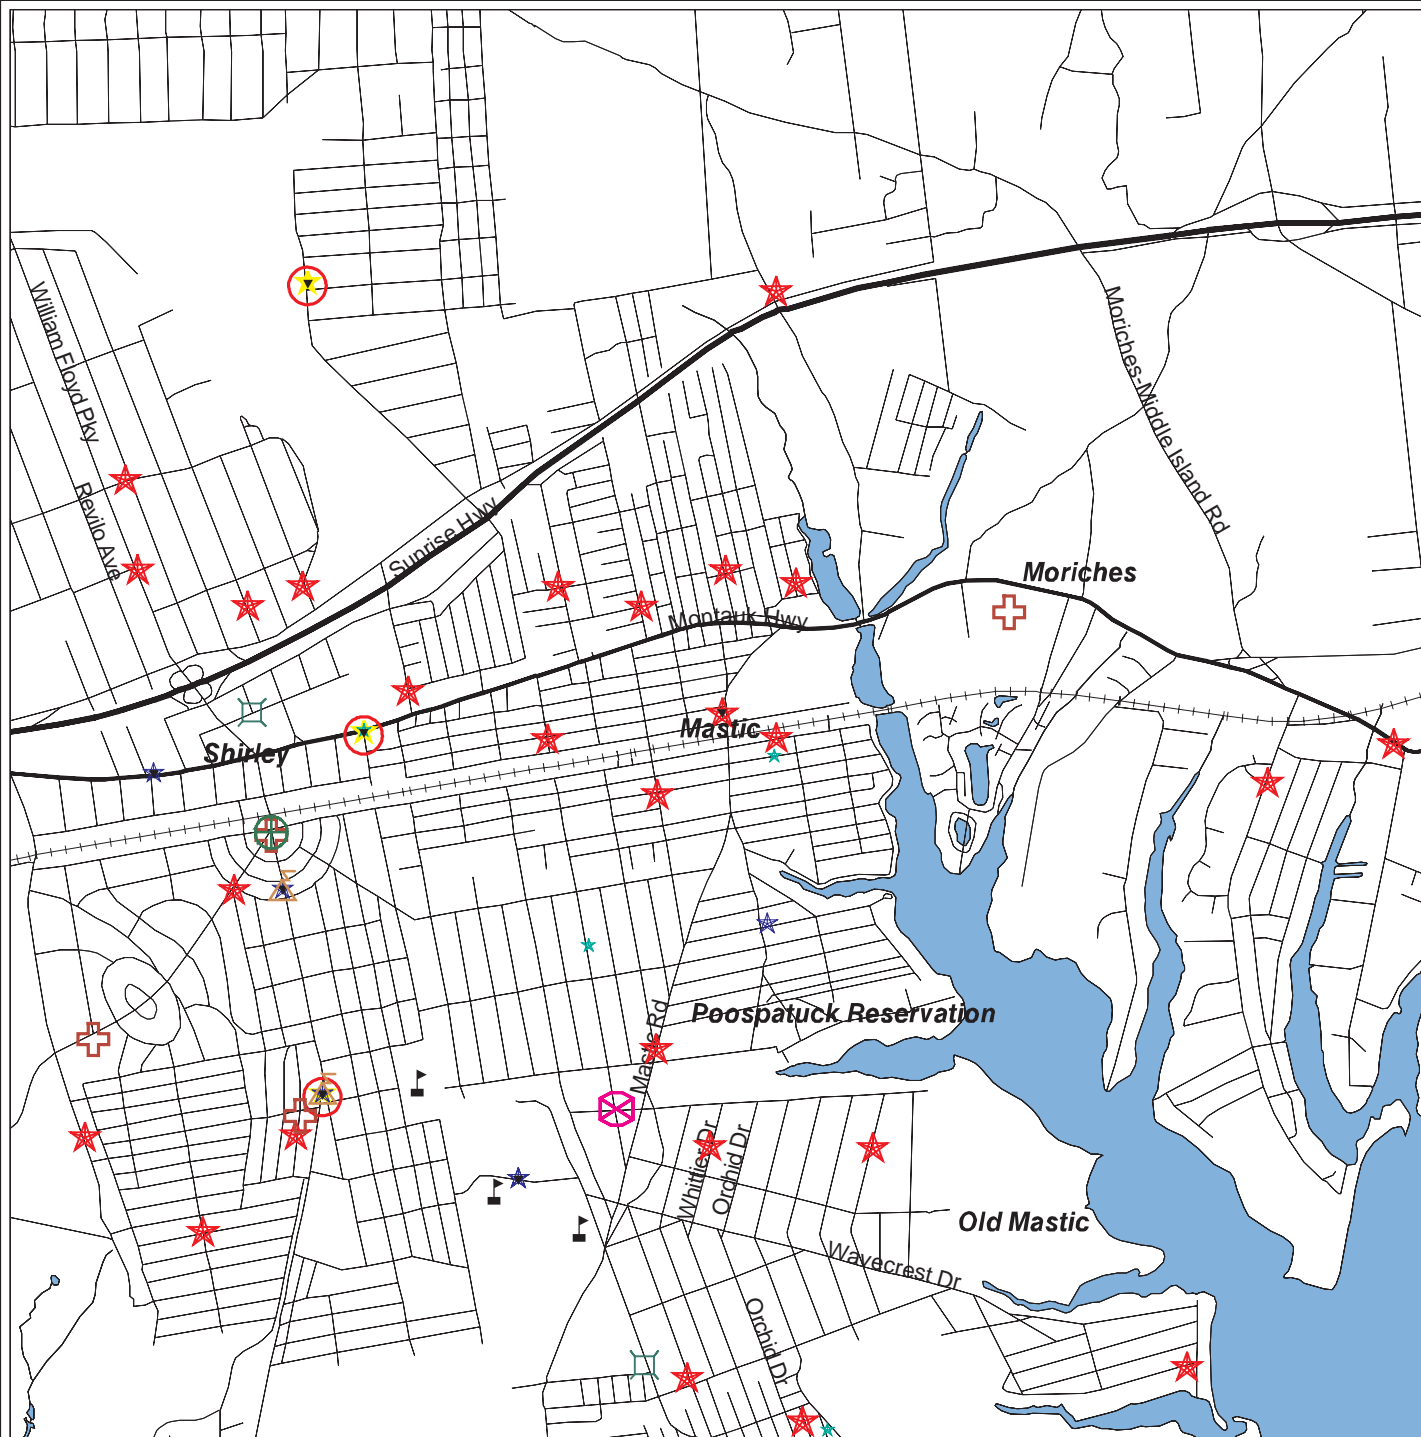 William Floyd Pky
Moriches-Middle Island Rd
Revilo Ave
Sunrise Hwy
Moriches
Montauk Hwy
Mastic
Shirley
Poospatuck Reservation
Mastic Rd
Whittier Dr
Orchid Dr
Old Mastic
Wavecrest Dr
Orchid Dr